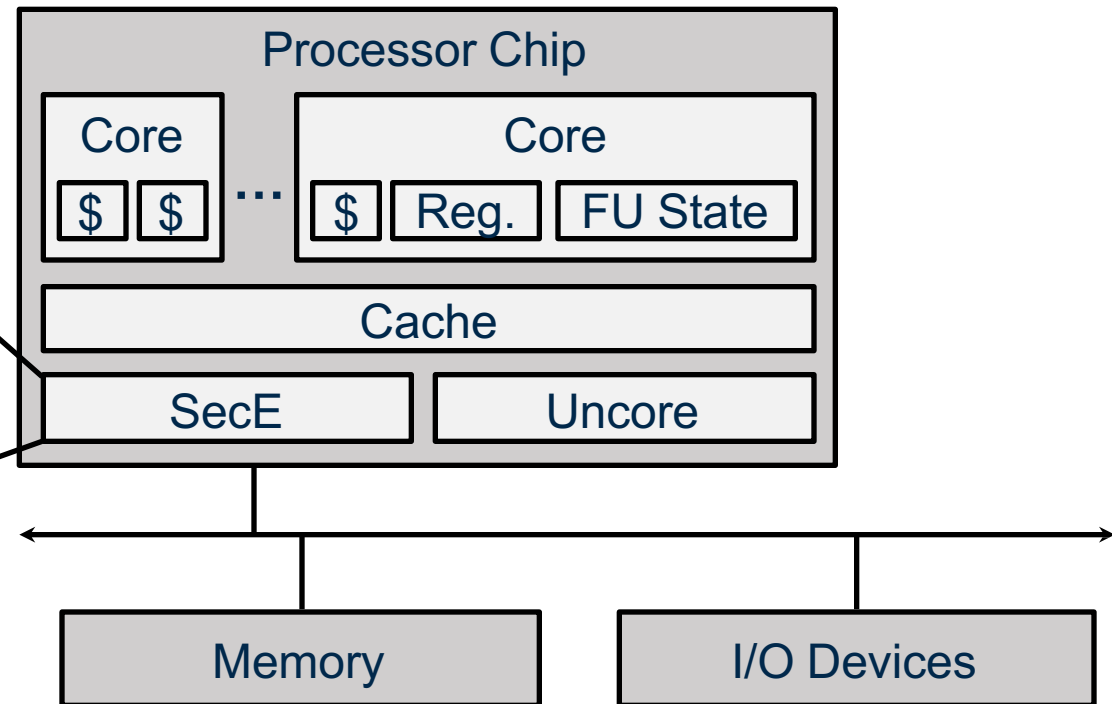 Processor Chip
Core
$ $
...
Core
$ Reg. FU State
Cache
SecE Uncore
Memory I/O Devices